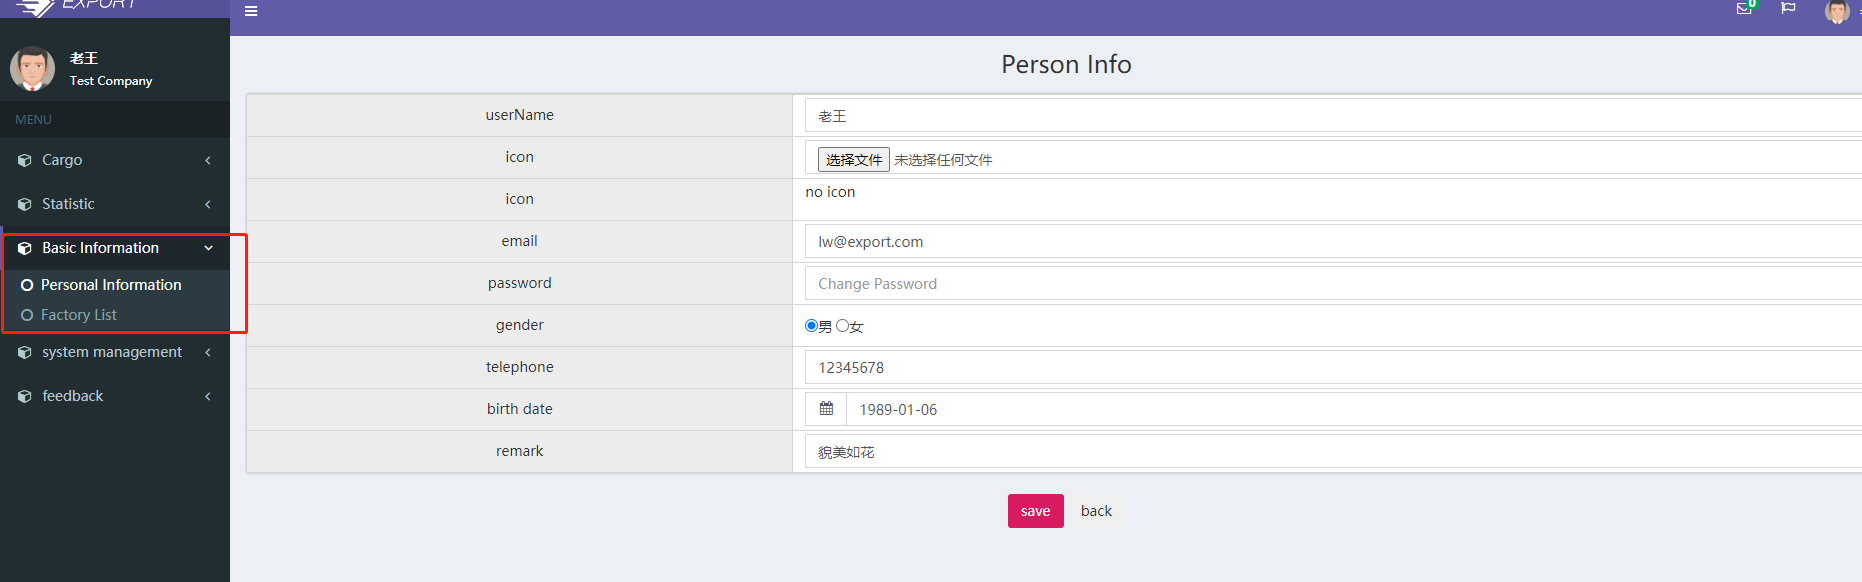 EXPORT
0
老王
Test Company
MENU
Cargo
Statistic
Basic Information
Personal Information
Factory List
system management
feedback
Person Info
userName 老王
icon 选择文件 未选择任何文件
icon no icon
email lw@export.com
password Change Password
gender 男 女
telephone 12345678
birth date 1989-01-06
remark 貌美如花
save back